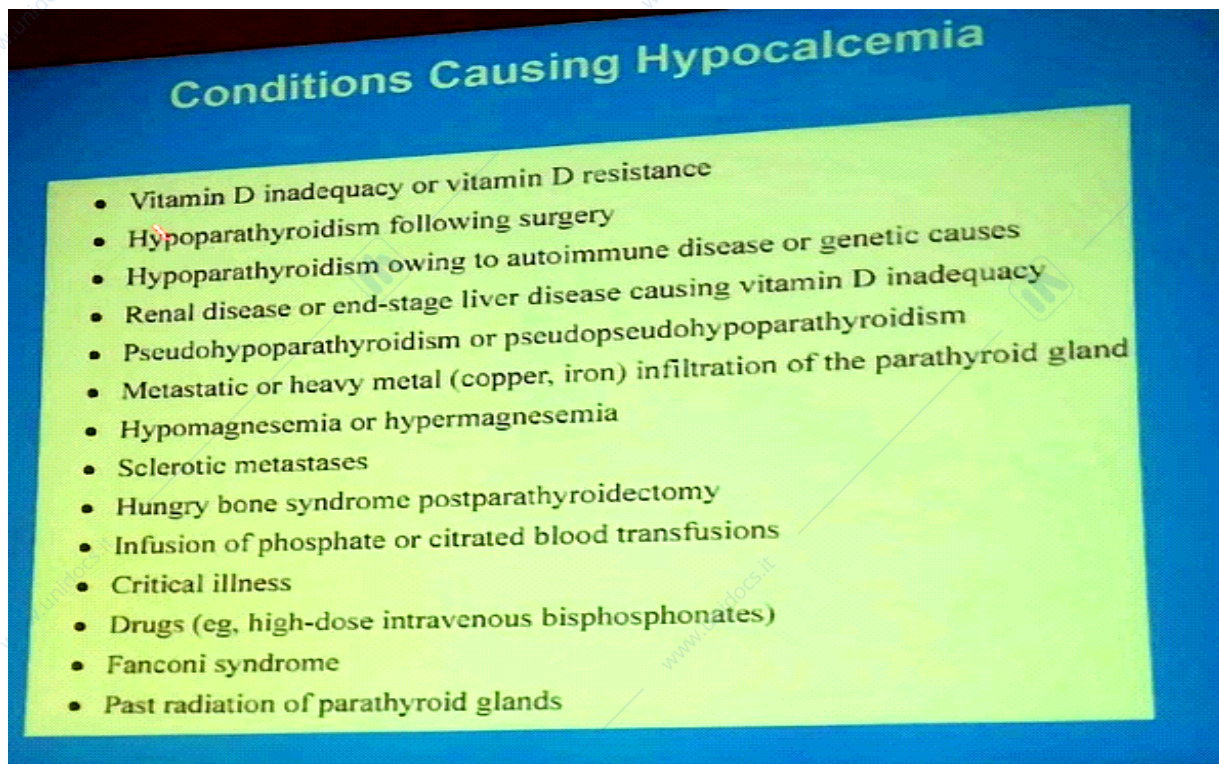 Conditions Causing Hypocalcemia
• Vitamin D inadequacy or vitamin D resistance
• Hypoparathyroidism following surgery
• Hypoparathyroidism owing to autoimmune disease or genetic causes
• Renal disease or end-stage liver disease causing vitamin D inadequacy
• Pseudohypoparathyroidism or pseudopseudohypoparathyroidism
• Metastatic or heavy metal (copper, iron) infiltration of the parathyroid gland
• Hypomagnesemia or hypermagnesemia
• Sclerotic metastases
• Hungry bone syndrome postparathyroidectomy
• Infusion of phosphate or citrated blood transfusions
• Critical illness
• Drugs (eg, high-dose intravenous bisphosphonates)
• Fanconi syndrome
• Past radiation of parathyroid glands
www.unidocs.it